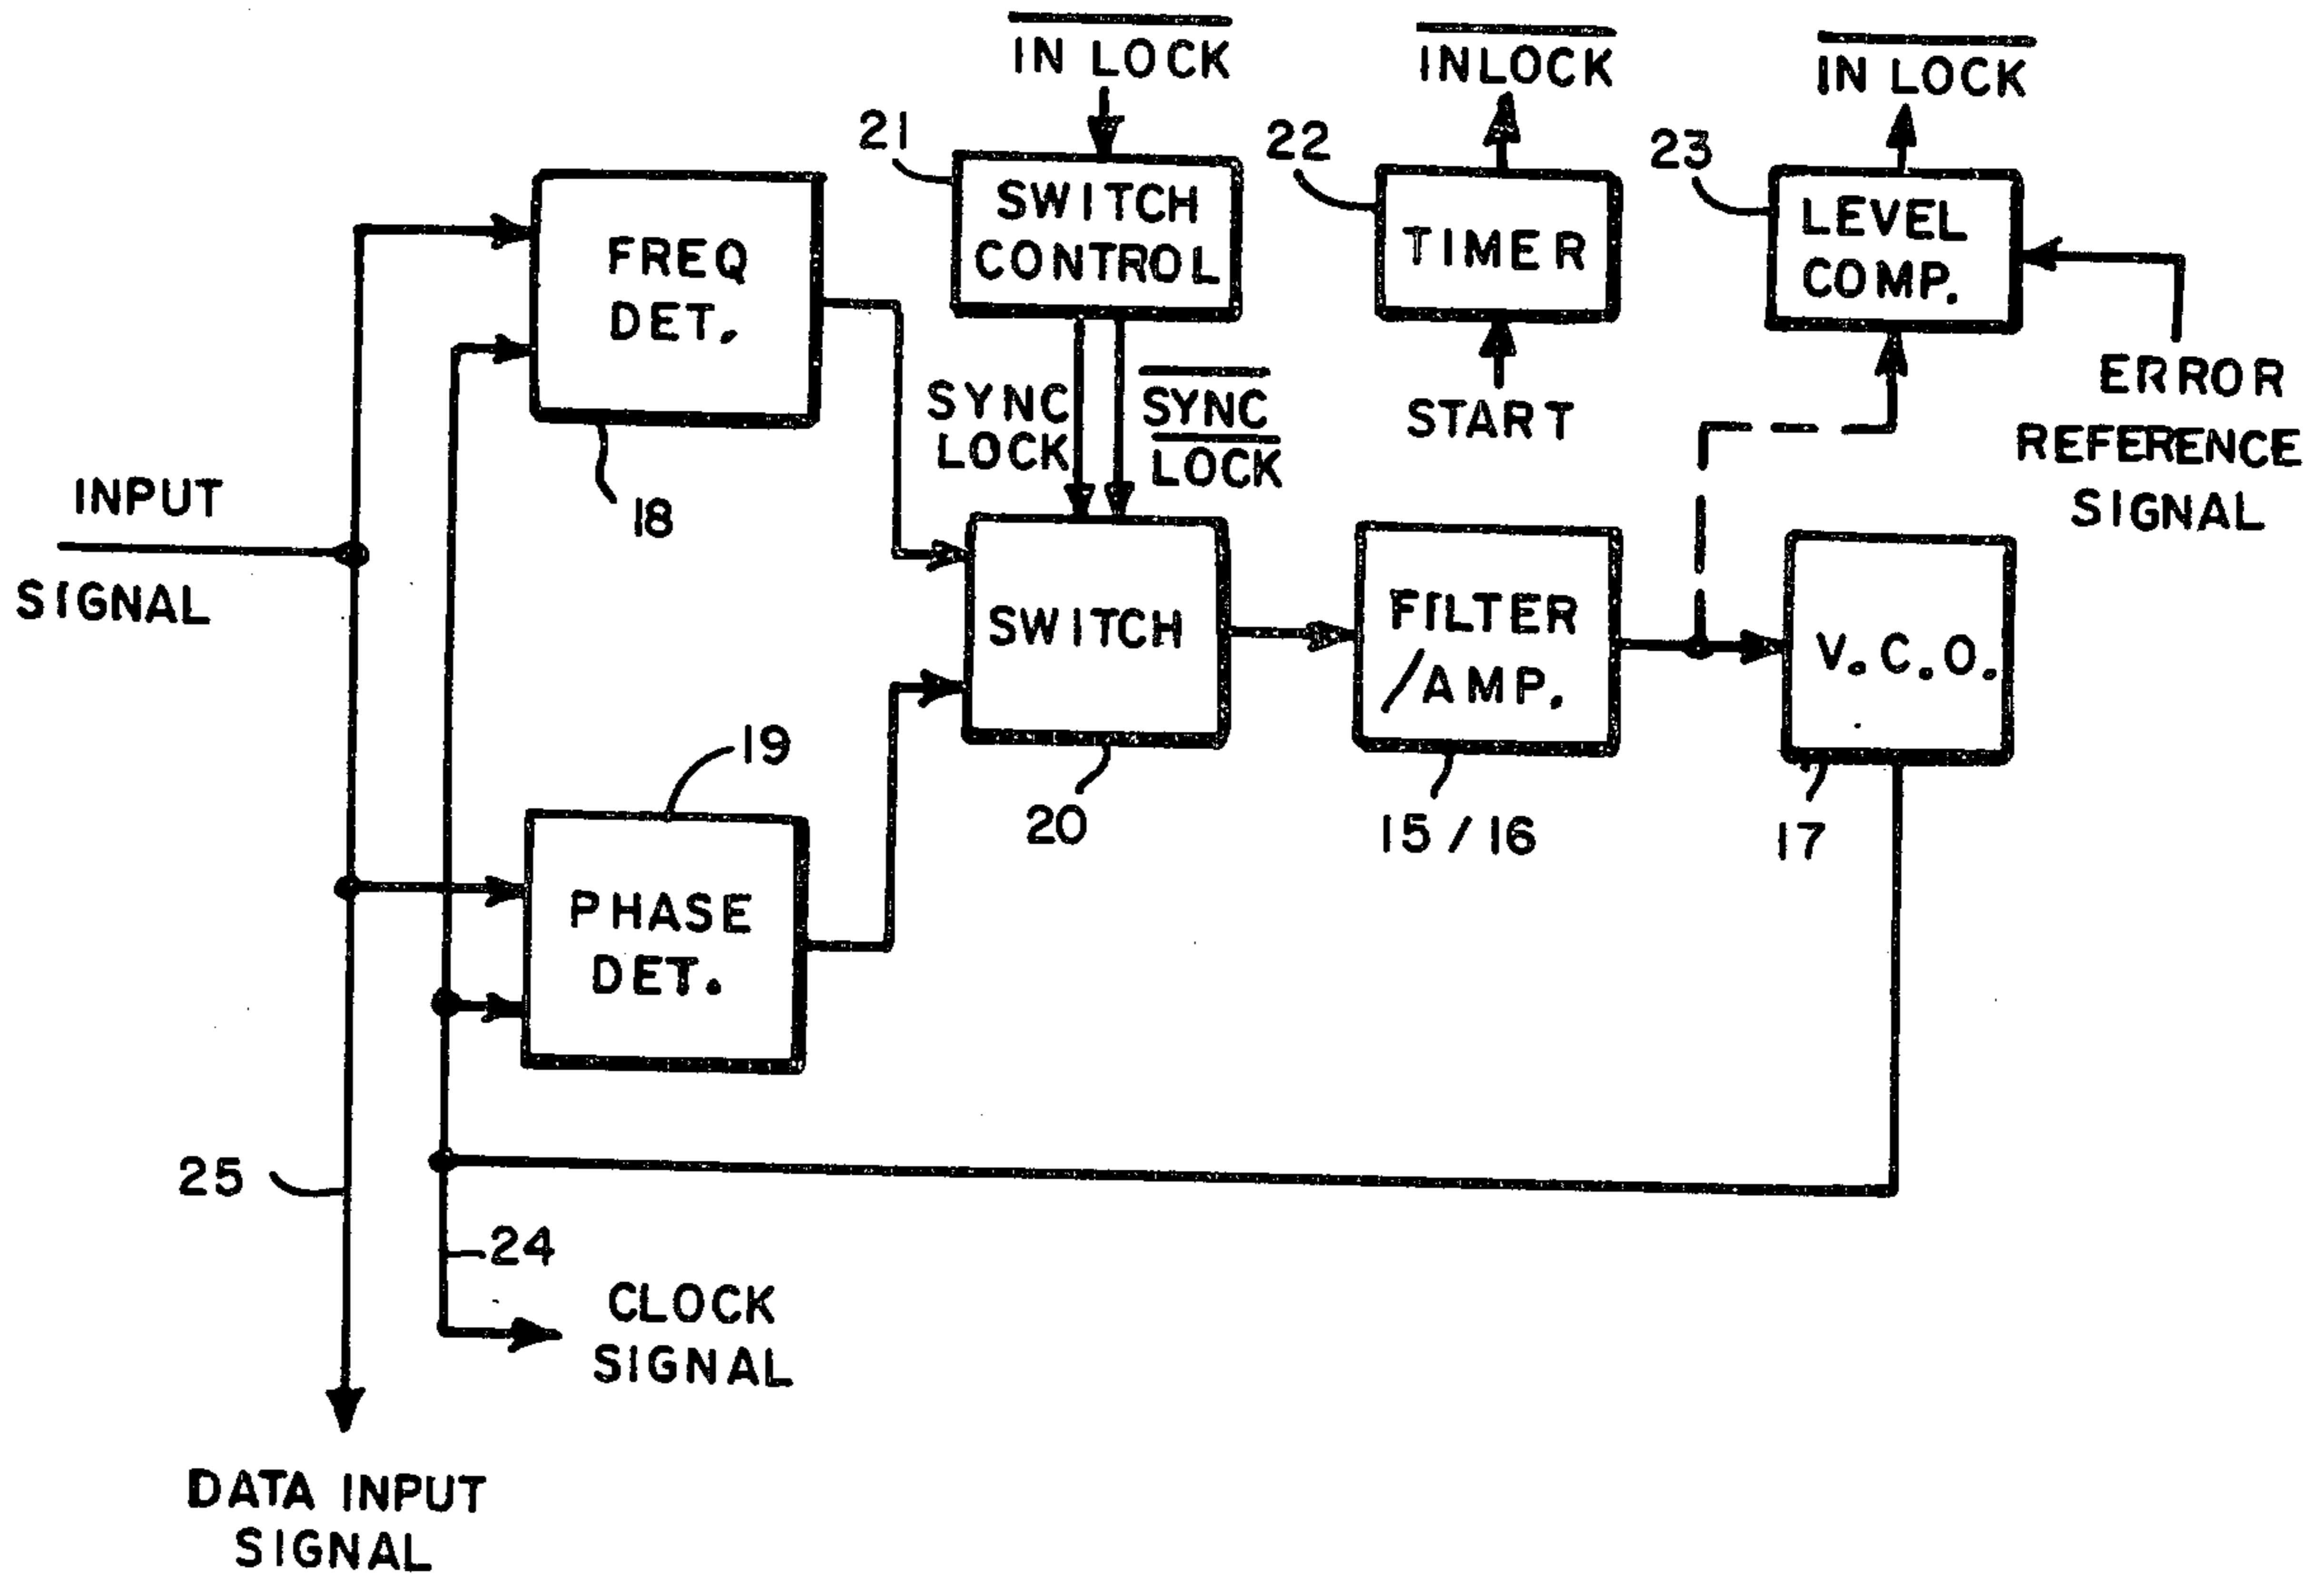 IN LOCK
INLOCK
IN LOCK
21
22
23
SWITCH
CONTROL
TIMER
LEVEL
COMP.
FREQ
DET.
18
SYNC
LOCK
SYNC
LOCK
START
ERROR
REFERENCE
SIGNAL
INPUT
SIGNAL
SWITCH
20
FILTER
/AMP.
15/16
V.C.O.
17
19
PHASE
DET.
25
24
CLOCK
SIGNAL
DATA INPUT
SIGNAL